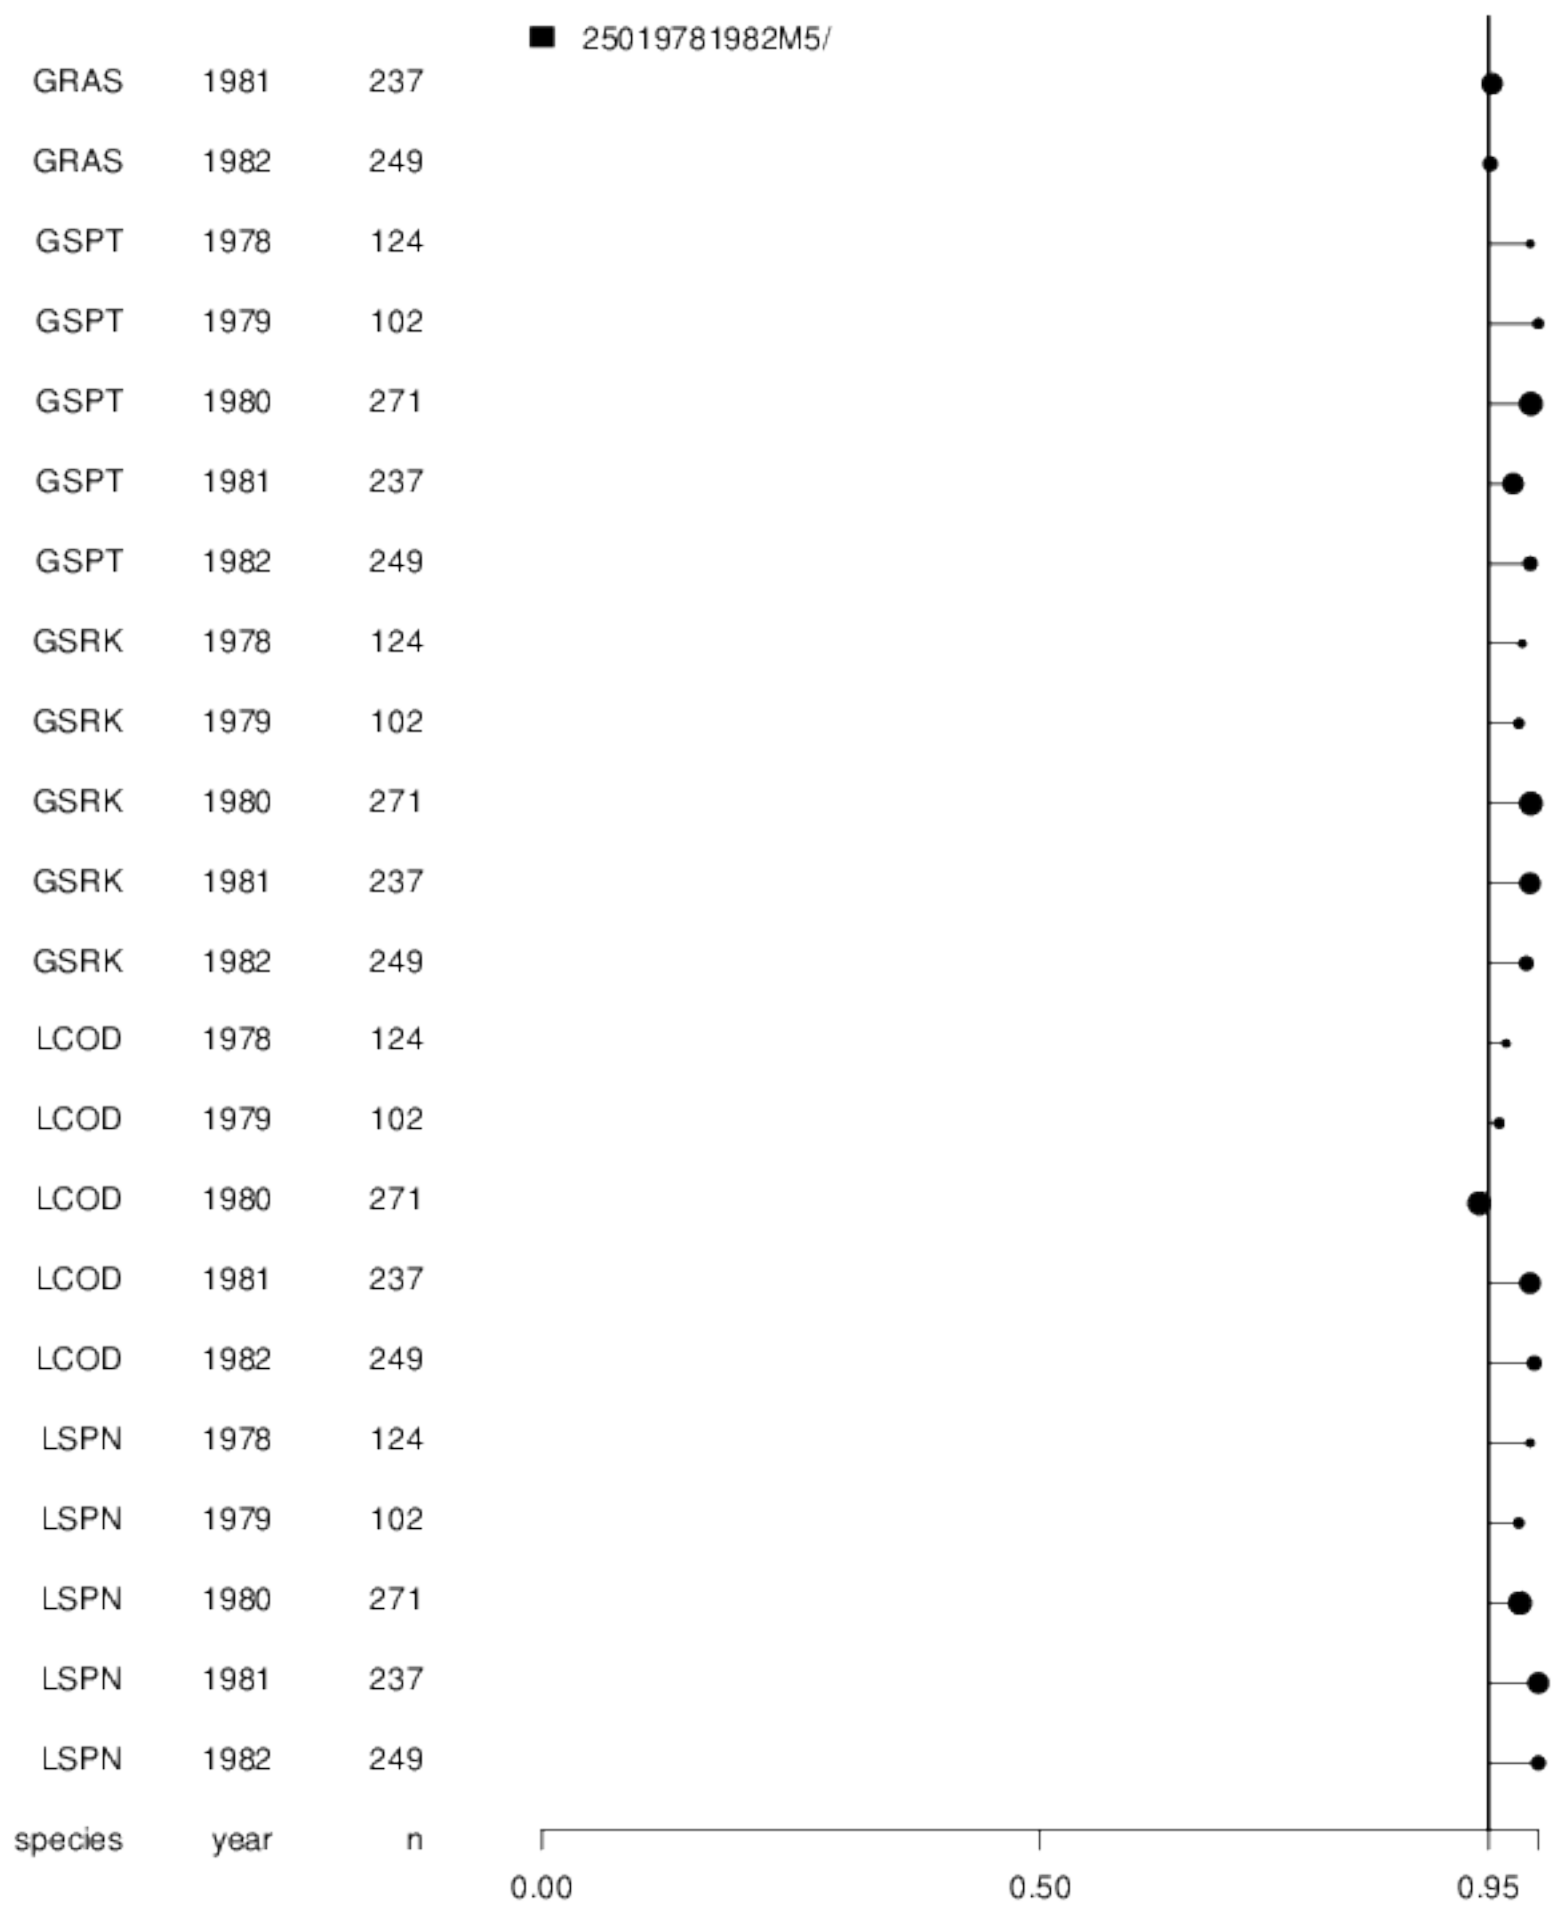 25019781982M5/
GRAS 1981 237
GRAS 1982 249
GSPT 1978 124
GSPT 1979 102
GSPT 1980 271
GSPT 1981 237
GSPT 1982 249
GSRK 1978 124
GSRK 1979 102
GSRK 1980 271
GSRK 1981 237
GSRK 1982 249
LCOD 1978 124
LCOD 1979 102
LCOD 1980 271
LCOD 1981 237
LCOD 1982 249
LSPN 1978 124
LSPN 1979 102
LSPN 1980 271
LSPN 1981 237
LSPN 1982 249
species year n
0.00 0.50 0.95